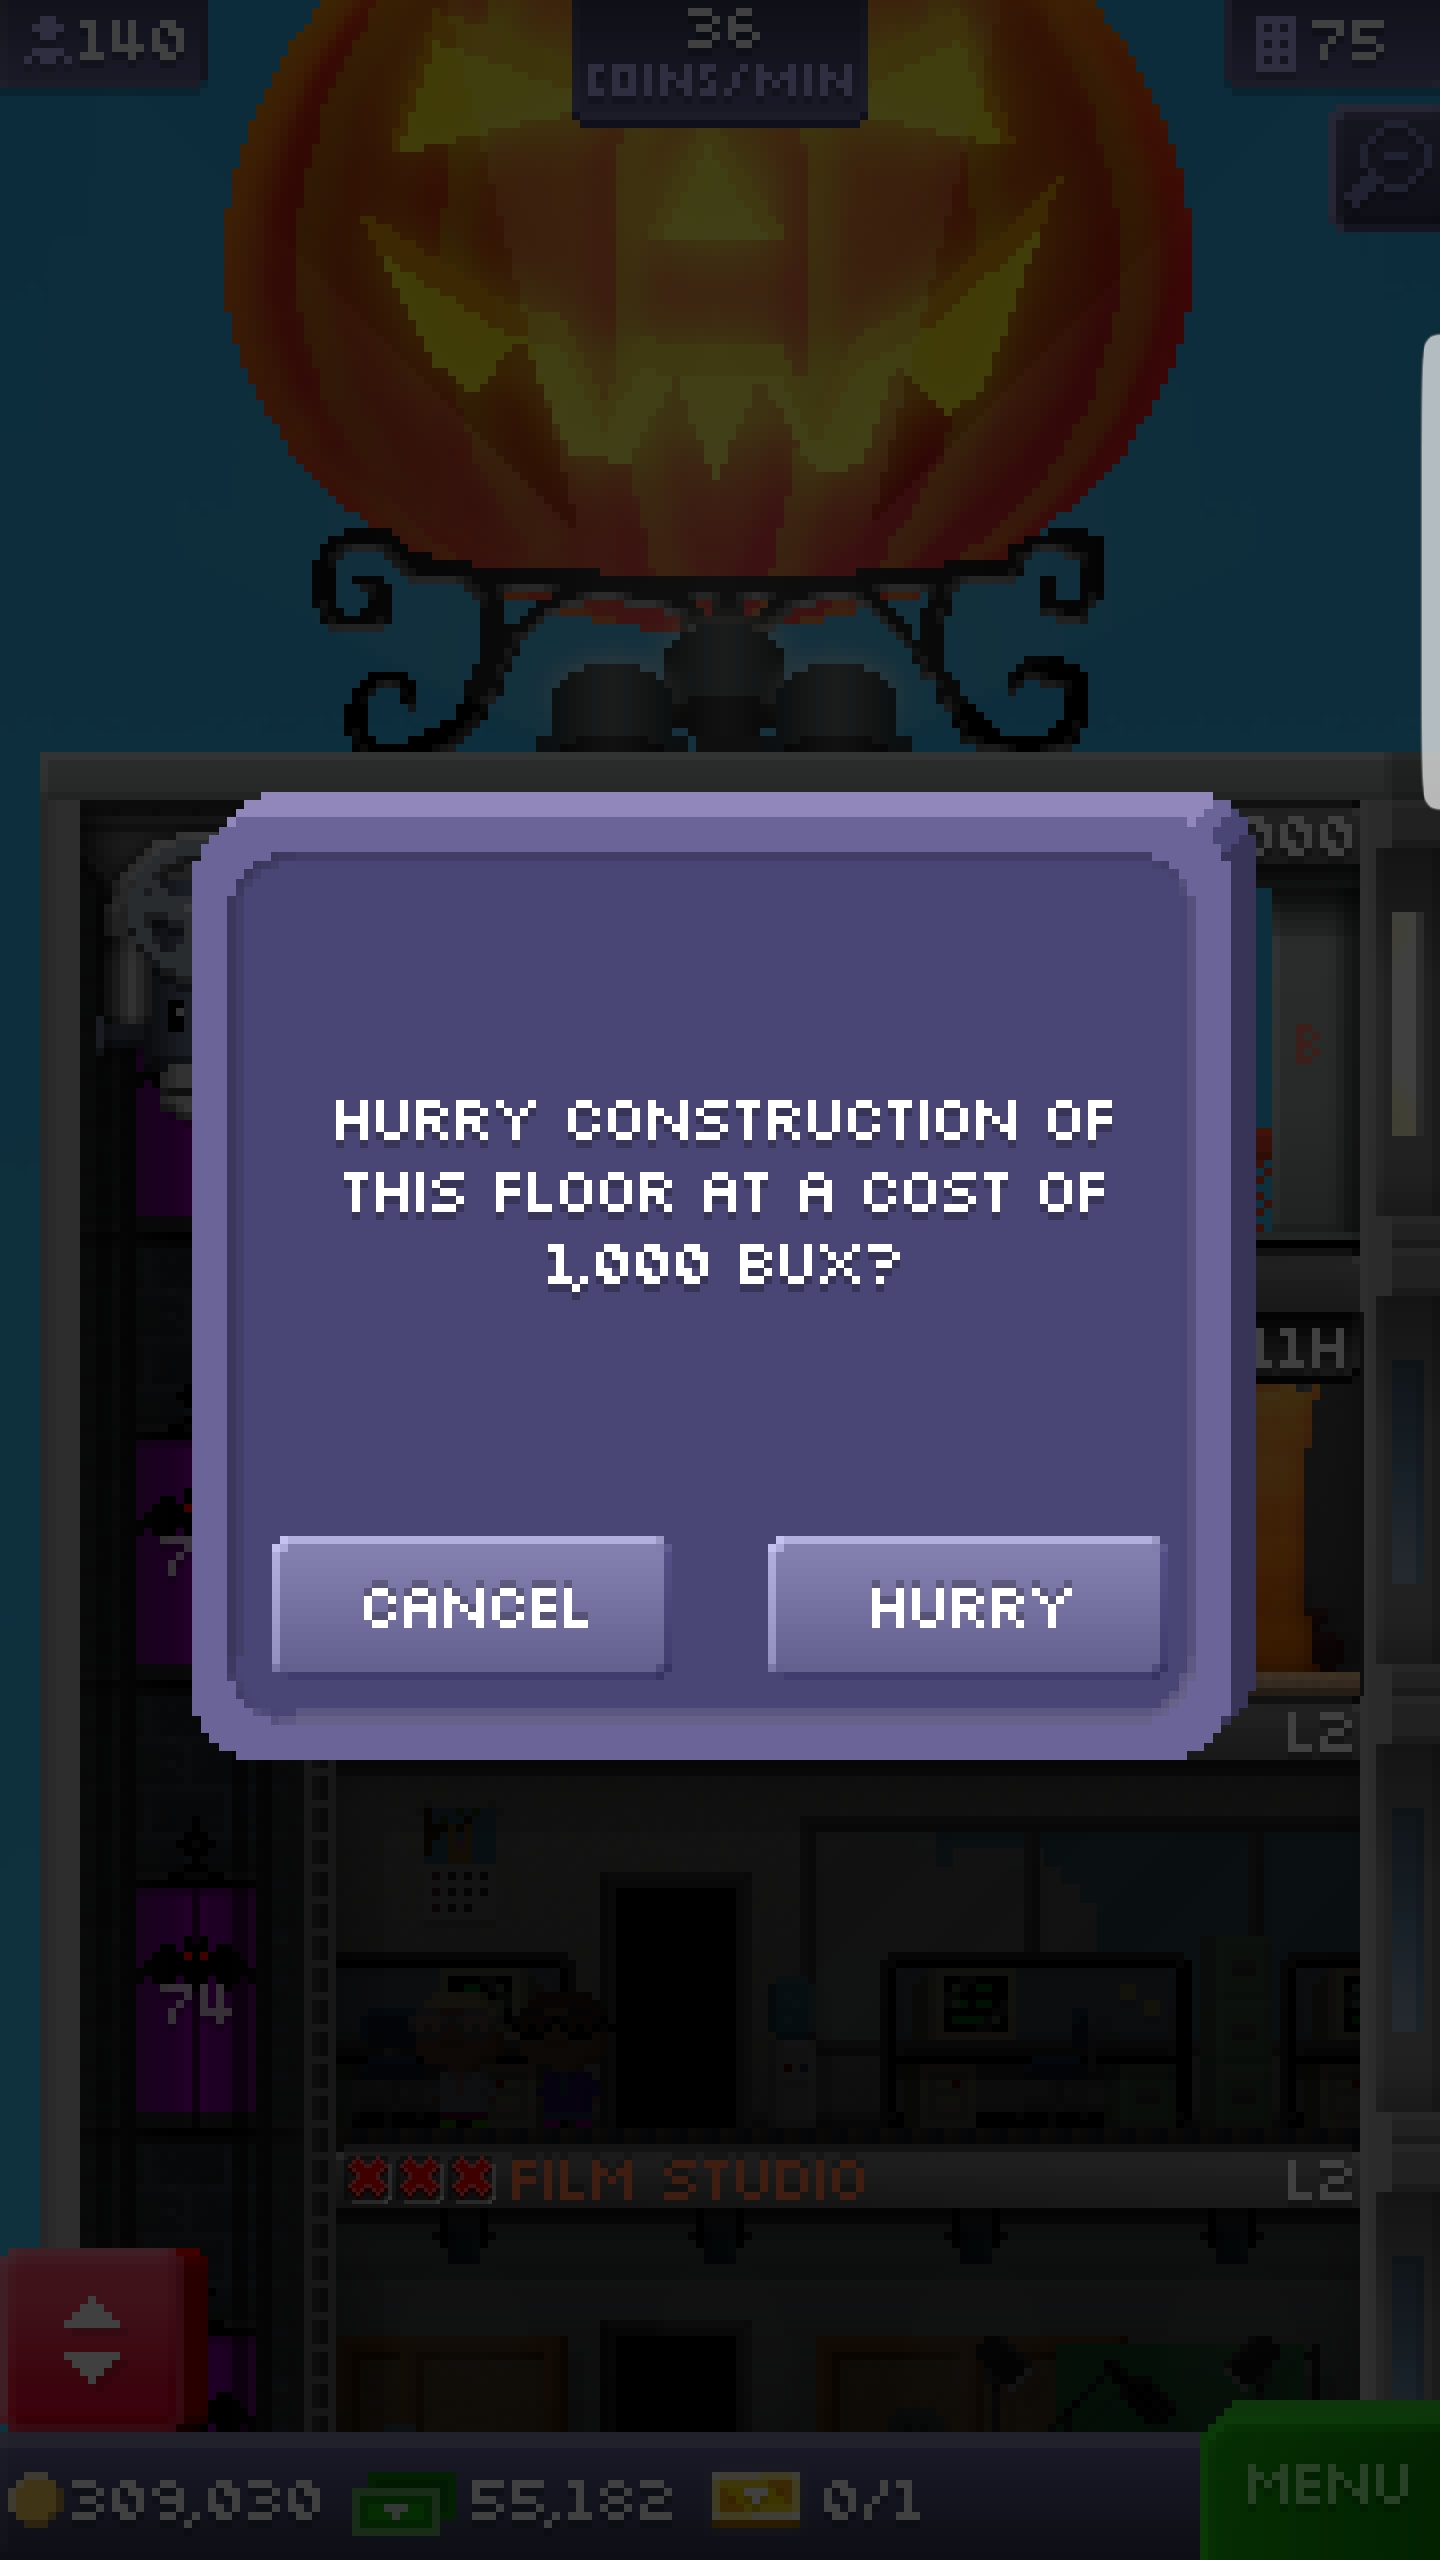 140
36
COINS/MIN
75
000
B
HURRY CONSTRUCTION OF
THIS FLOOR AT A COST OF
1,000 BUX?
11H
7
CANCEL
HURRY
L2
74
FILM STUDIO
L2
309,030
55,182
0/1
MENU